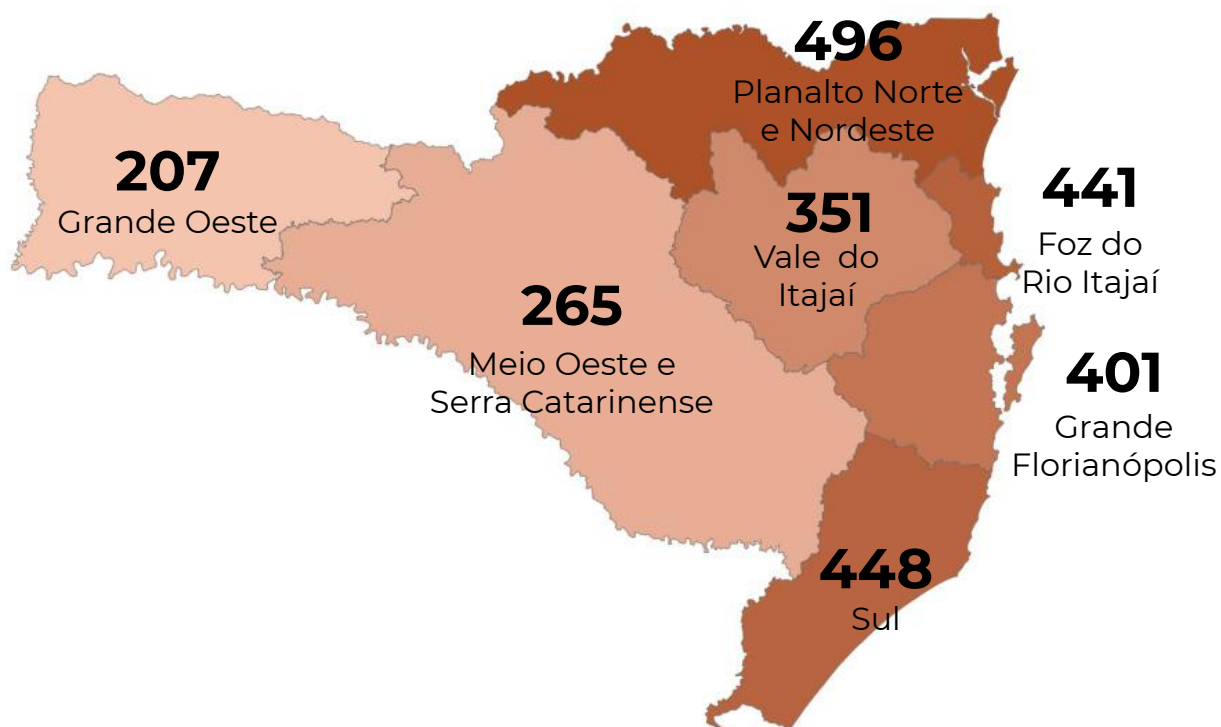 496
Planalto Norte
e Nordeste
207
Grande Oeste
351
Vale do
Itajaí
441
Foz do
Rio Itajaí
265
Meio Oeste e
Serra Catarinense
401
Grande
Florianópolis
448
Sul